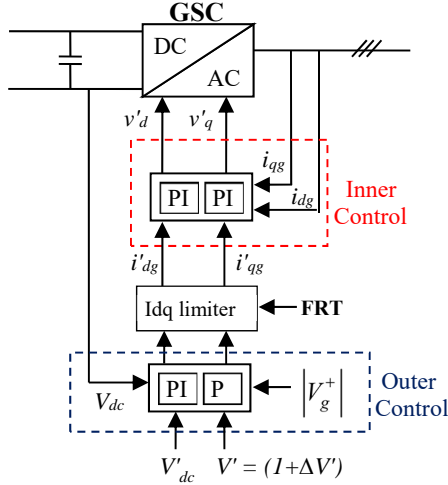 GSC
DC
AC
v'd v'q
iqg
PI PI
idg
Inner
Control
i'dg i'qg
Idq limiter
FRT
PI P
Vdc
|Vg+|
Outer
Control
V'dc V' = (1+ΔV')